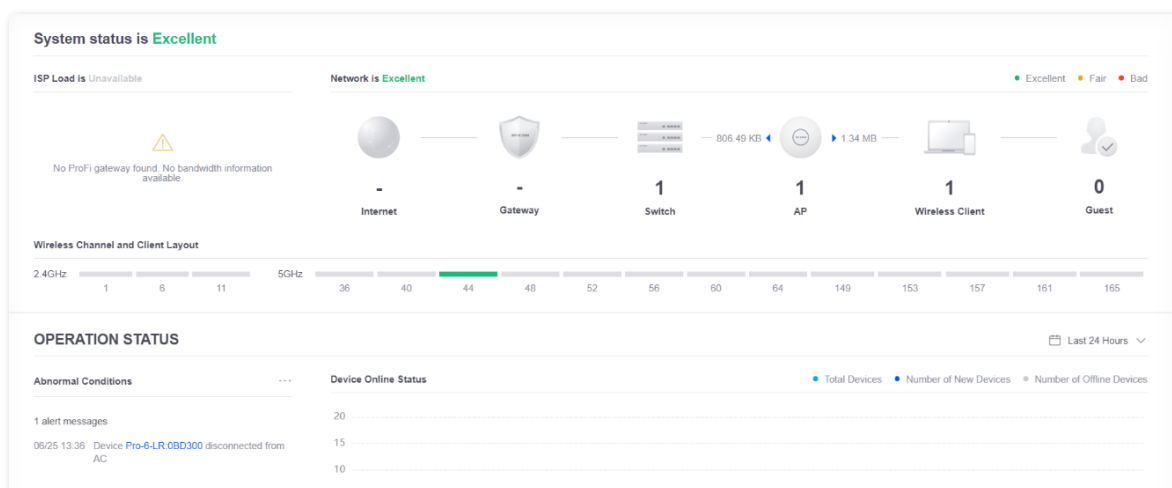 System status is Excellent
ISP Load is Unavailable
No ProFi gateway found. No bandwidth information
available.
Network is Excellent
Excellent Fair Bad
806.49 KB 1.34 MB
- - 1 1 1 0
Internet Gateway Switch AP Wireless Client Guest
Wireless Channel and Client Layout
2.4GHz 5GHz
1 6 11 36 40 44 48 52 56 60 64 149 153 157 161 165
OPERATION STATUS
Last 24 Hours
Abnormal Conditions ...
1 alert messages
06/25 13:36 Device Pro-6-LR:0BD300 disconnected from
AC
Device Online Status
Total Devices Number of New Devices Number of Offline Devices
20
15
10